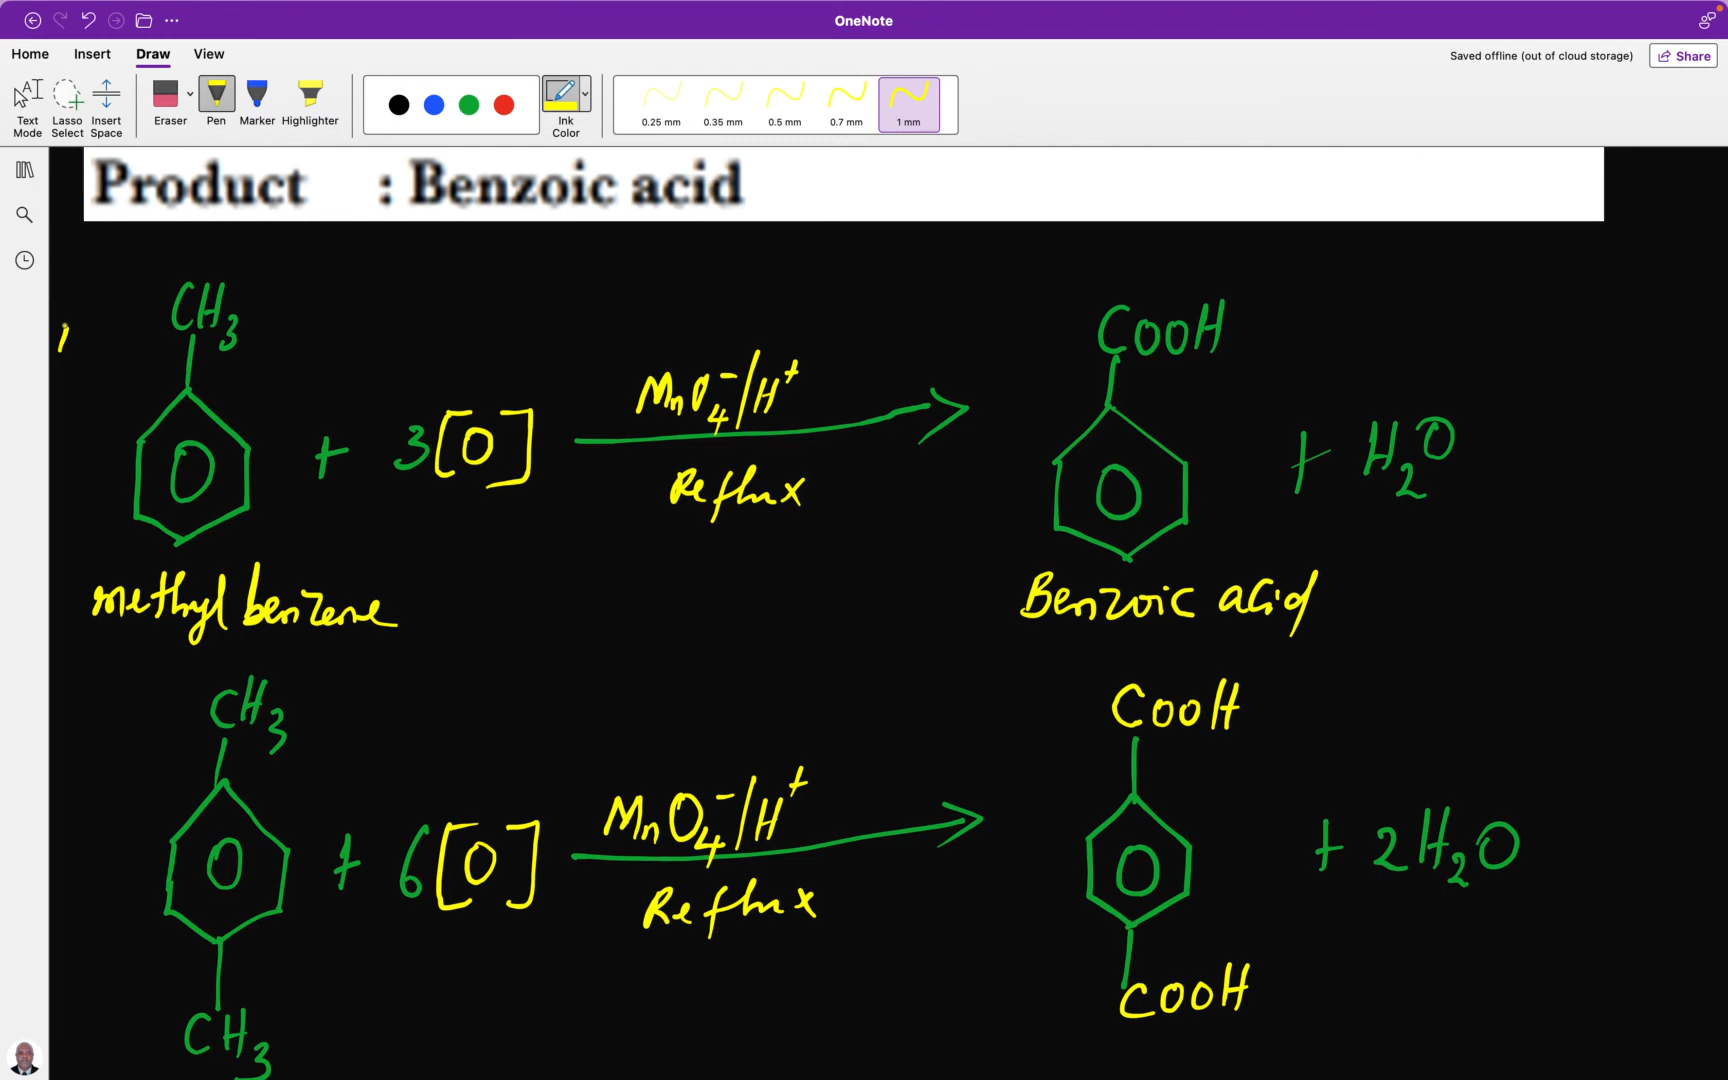 OneNote
Home Insert Draw View
Saved offline (out of cloud storage) Share
Text Mode
Lasso Select
Insert Space
Eraser Pen Marker Highlighter
Ink Color
0.25 mm 0.35 mm 0.5 mm 0.7 mm 1 mm
Product : Benzoic acid
CH₃
COOH
+ 3[O] MnO₄⁻/H⁺ + H₂O
Reflux
methyl benzene
Benzoic acid
CH₃
COOH
+ 6[O] MnO₄⁻/H⁺ + 2H₂O
Reflux
COOH
CH₃